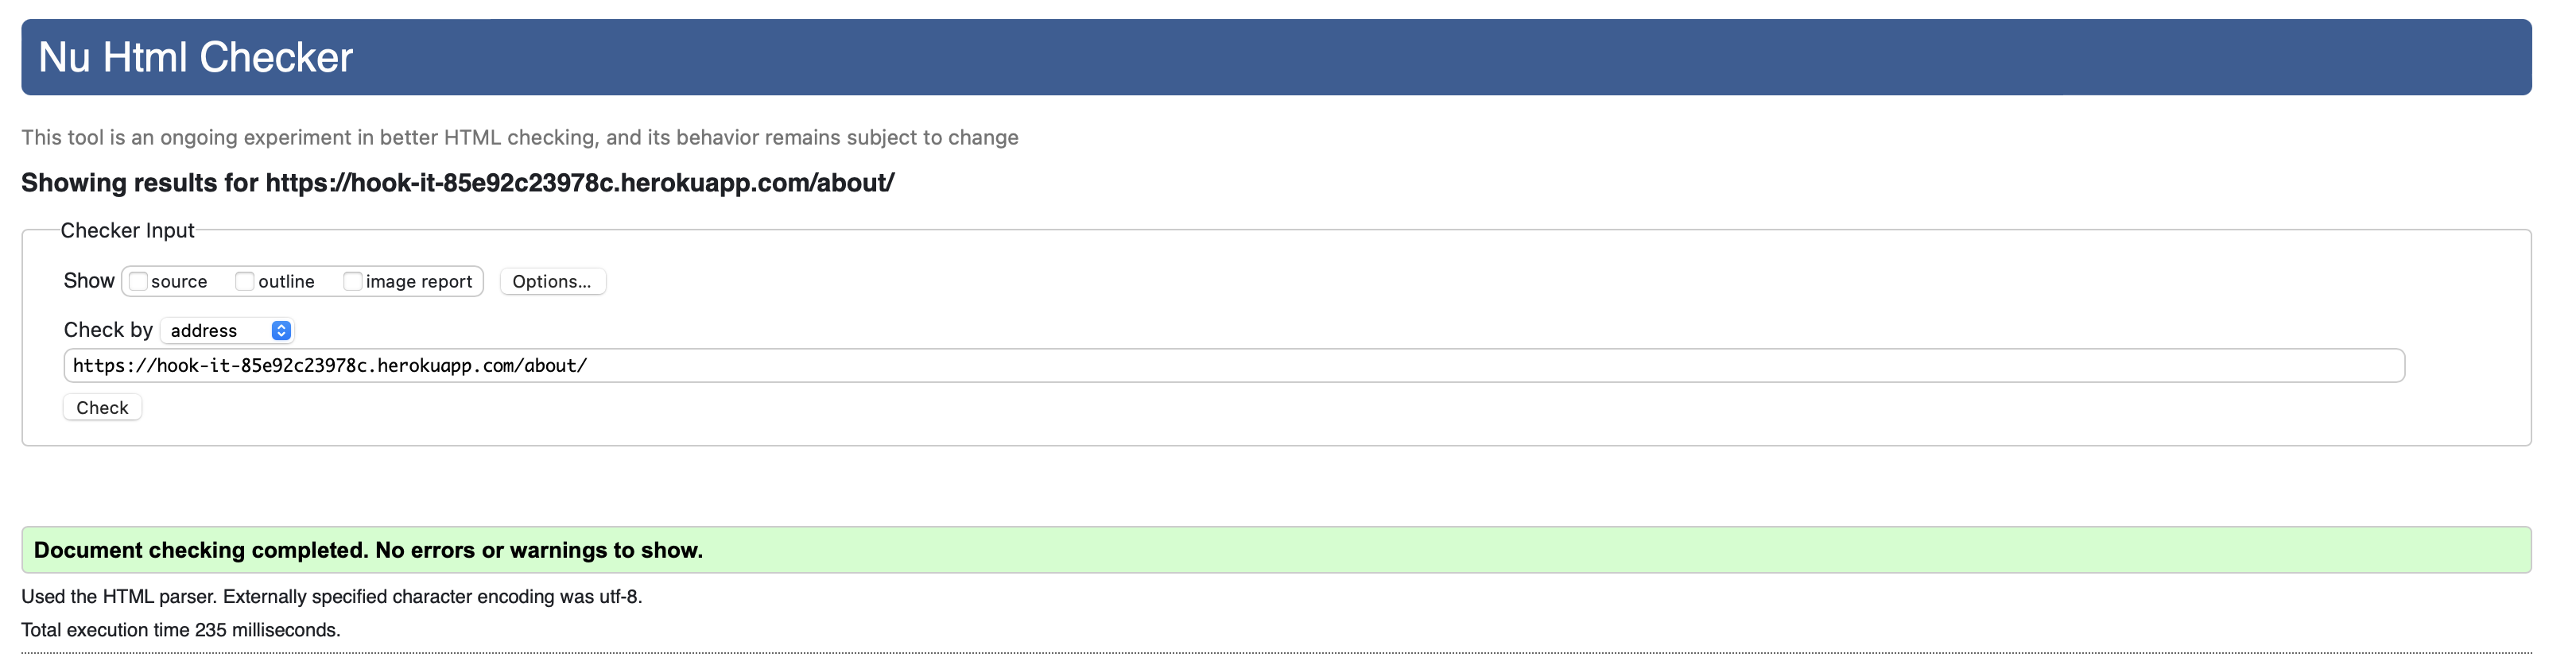 Nu Html Checker
This tool is an ongoing experiment in better HTML checking, and its behavior remains subject to change
Showing results for https://hook-it-85e92c23978c.herokuapp.com/about/
Checker Input
Show source outline image report Options...
Check by address
https://hook-it-85e92c23978c.herokuapp.com/about/
Check
Document checking completed. No errors or warnings to show.
Used the HTML parser. Externally specified character encoding was utf-8.
Total execution time 235 milliseconds.